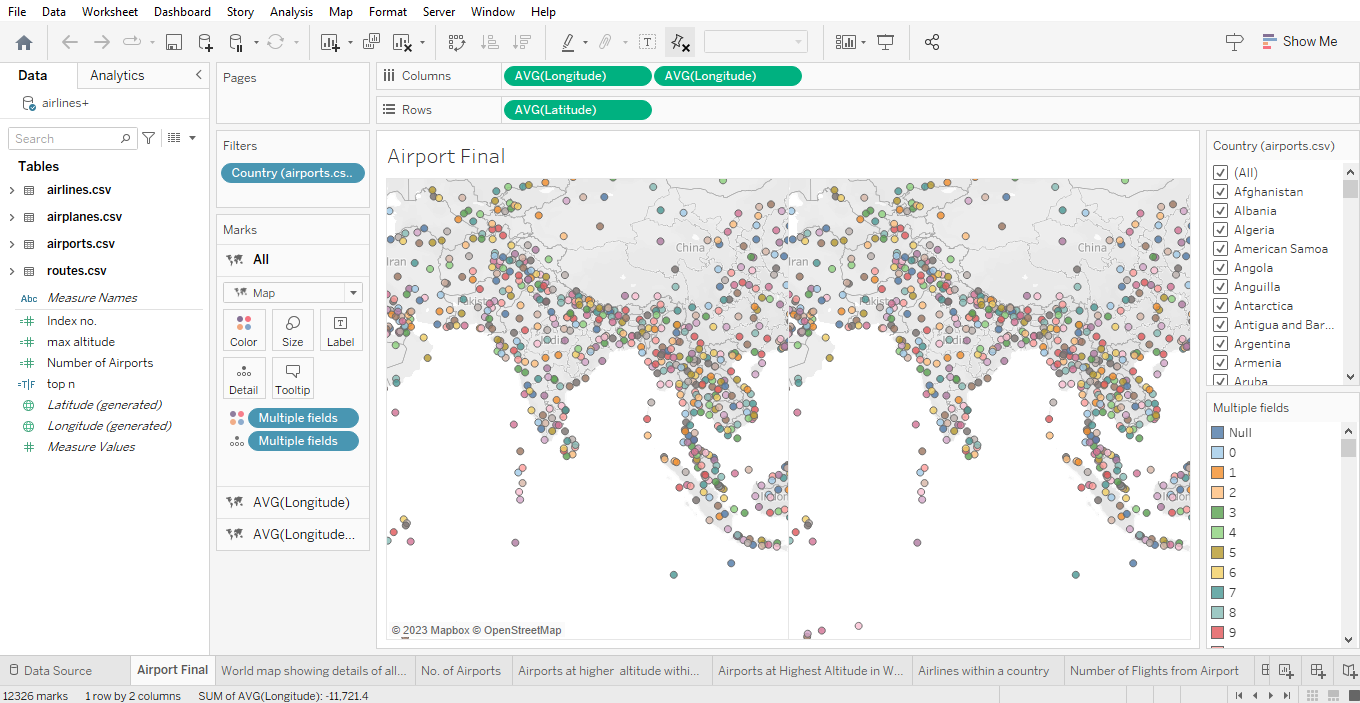 File Data Worksheet Dashboard Story Analysis Map Format Server Window Help
Show Me
Data Analytics
airlines+
Search
Tables
airlines.csv
airplanes.csv
airports.csv
routes.csv
Abc Measure Names
Index no.
max altitude
Number of Airports
=T|F top n
Latitude (generated)
Longitude (generated)
Measure Values
Pages
Filters
Country (airports.cs..
Marks
All
Map
Color Size Label
Detail Tooltip
Multiple fields
Multiple fields
AVG(Longitude)
AVG(Longitude...
Columns AVG(Longitude) AVG(Longitude)
Rows AVG(Latitude)
Airport Final
China China
Iran
© 2023 Mapbox © OpenStreetMap
Country (airports.csv)
(All)
Afghanistan
Albania
Algeria
American Samoa
Angola
Anguilla
Antarctica
Antigua and Bar...
Argentina
Armenia
Aruba
Multiple fields
Null
0
1
2
3
4
5
6
7
8
9
Data Source Airport Final World map showing details of all... No. of Airports Airports at higher altitude withi... Airports at Highest Altitude in W... Airlines within a country Number of Flights from Airport
12326 marks 1 row by 2 columns SUM of AVG(Longitude): -11,721.4